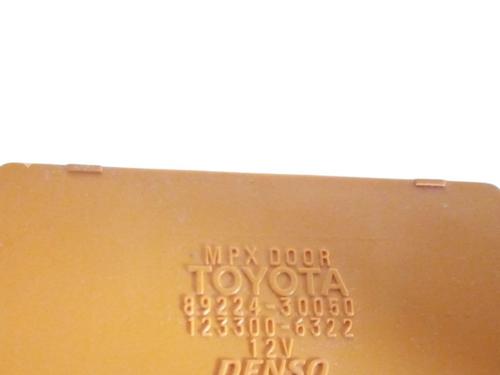 MPX DOOR
TOYOTA
89224-30050
123300-6322
12V
DENSO